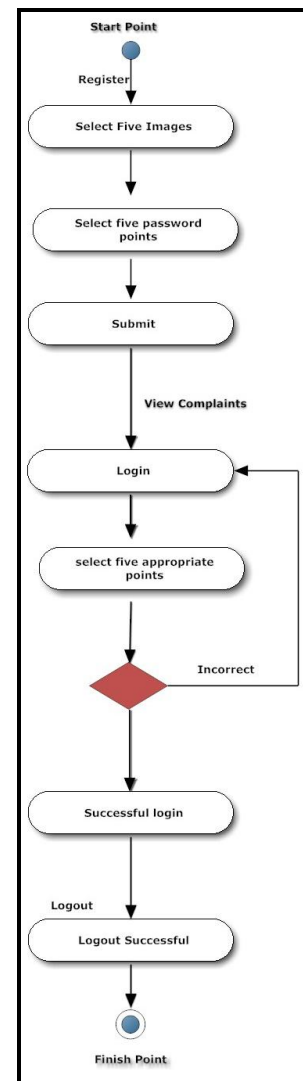 Start Point
Register
Select Five Images
Select five password
points
Submit
View Complaints
Login
select five appropriate
points
Incorrect
Successful login
Logout
Logout Successful
Finish Point